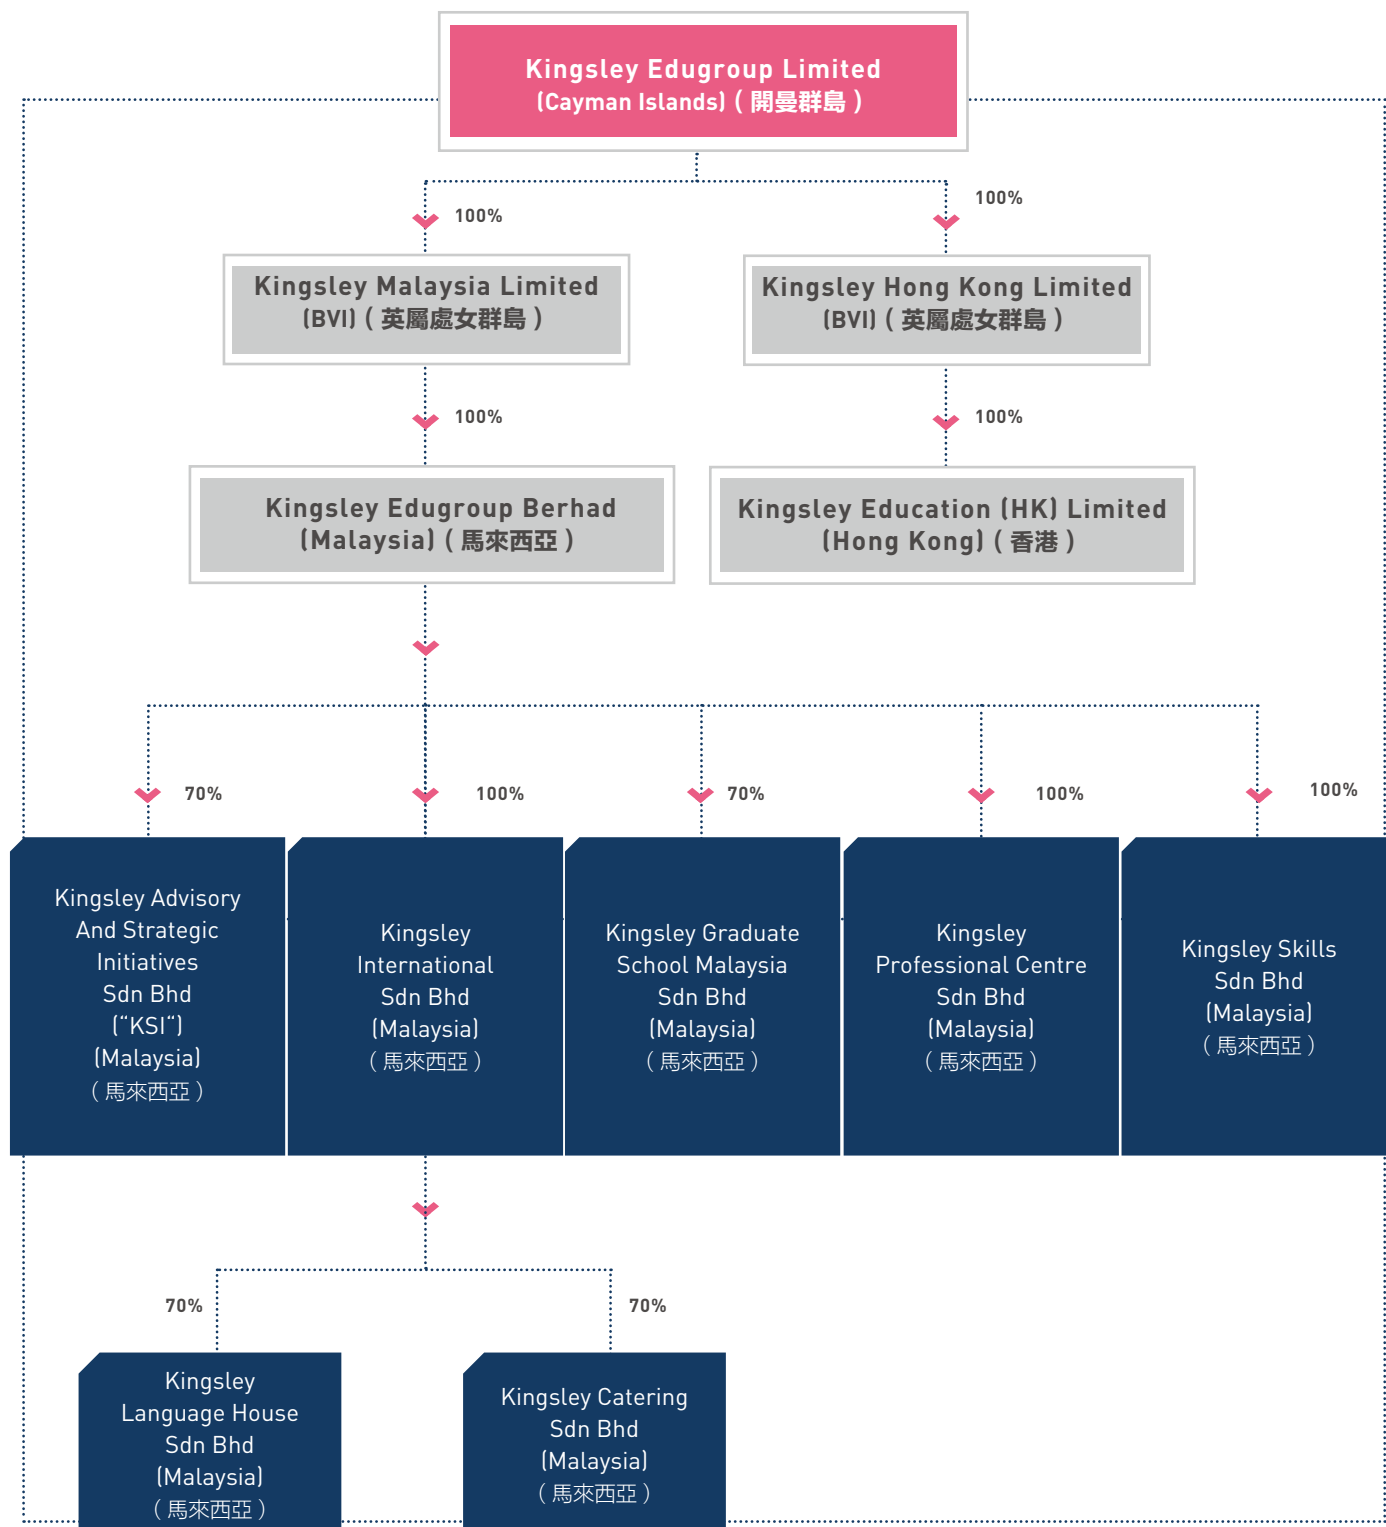 Kingsley Edugroup Limited
(Cayman Islands) ( 開曼群島 )
100%
100%
Kingsley Malaysia Limited
(BVI) ( 英屬處女群島 )
Kingsley Hong Kong Limited
(BVI) ( 英屬處女群島 )
100%
100%
Kingsley Edugroup Berhad
(Malaysia) ( 馬來西亞 )
Kingsley Education (HK) Limited
(Hong Kong) ( 香港 )
70%
100%
70%
100%
100%
Kingsley Advisory
And Strategic
Initiatives
Sdn Bhd
(“KSI“)
(Malaysia)
( 馬來西亞 )
Kingsley
International
Sdn Bhd
(Malaysia)
( 馬來西亞 )
Kingsley Graduate
School Malaysia
Sdn Bhd
(Malaysia)
( 馬來西亞 )
Kingsley
Professional Centre
Sdn Bhd
(Malaysia)
( 馬來西亞 )
Kingsley Skills
Sdn Bhd
(Malaysia)
( 馬來西亞 )
70%
70%
Kingsley
Language House
Sdn Bhd
(Malaysia)
( 馬來西亞 )
Kingsley Catering
Sdn Bhd
(Malaysia)
( 馬來西亞 )